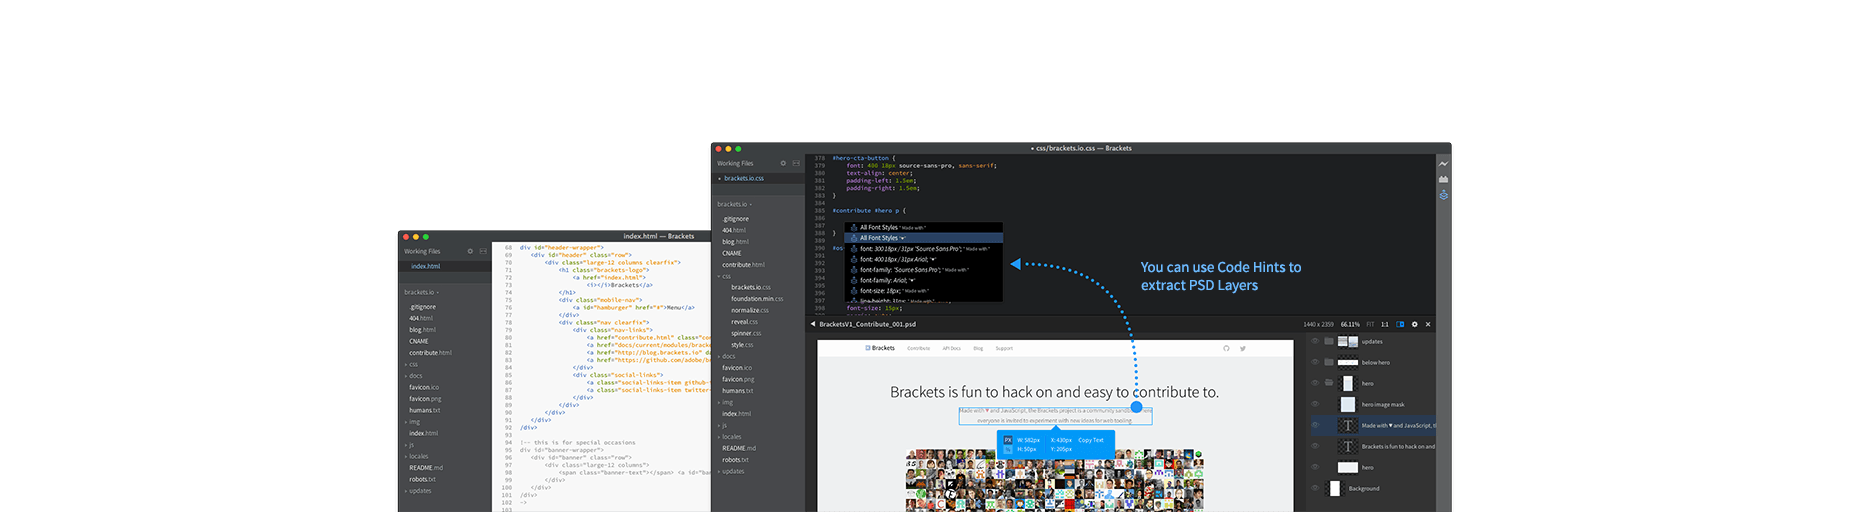 index.html — Brackets
Working Files
index.html
brackets.io
.gitignore
404.html
blog.html
CNAME
contribute.html
css
docs
favicon.ico
favicon.png
humans.txt
img
index.html
js
locales
README.md
robots.txt
updates
68 div id="header-wrapper">
69 <div id="header" class="row">
70 <div class="large-12 columns clearfix">
71 <h1 class="brackets-logo">
72 <a href="index.html">
73 <i></i>Brackets</a>
74 </h1>
75 <div class="mobile-nav">
76 <a id="hamburger" href="#">Menu</a>
77 </div>
78 <div class="nav clearfix">
79 <div class="nav-links">
80 <a href="contribute.html" class="con
81 <a href="docs/current/modules/bracke
82 <a href="http://blog.brackets.io" da
83 <a href="https://github.com/adobe/br
84 </div>
85 <div class="social-links">
86 <a class="social-links-item github-
87 <a class="social-links-item twitter-
88 </div>
89 </div>
90 </div>
91 </div>
92 /div>
93
94 !-- this is for special occasions
95 div id="banner-wrapper">
96 <div id="banner" class="row">
97 <div class="large-12 columns">
98 <span class="banner-text"></span> <a id="ban
99 </div>
100 </div>
101 /div>
102 ->
103
css/brackets.io.css — Brackets
Working Files
brackets.io.css
brackets.io
.gitignore
404.html
blog.html
CNAME
contribute.html
css
brackets.io.css
foundation.min.css
normalize.css
reveal.css
spinner.css
style.css
docs
favicon.ico
favicon.png
humans.txt
img
index.html
js
locales
README.md
robots.txt
updates
378 #hero-cta-button {
379 font: 400 18px source-sans-pro, sans-serif;
380 text-align: center;
381 padding-left: 1.5em;
382 padding-right: 1.5em;
383 }
384
385 #contribute #hero p {
386
387
388 }
389
390 #os
391
392
393
394
395
396
397
398 font-size: 15px;
All Font Styles "Made with"
All Font Styles "♥"
font: 300 18px / 31px 'Source Sans Pro'; "Made with"
font: 400 18px / 31px Arial; "♥"
font-family: 'Source Sans Pro'; "Made with"
font-family: Arial; "♥"
font-size: 18px; "Made with"
line-height: 31px; "Made with"
You can use Code Hints to
extract PSD Layers
BracketsV1_Contribute_001.psd
1440 x 2359 66.11% FIT 1:1
Brackets Contribute API Docs Blog Support
Brackets is fun to hack on and easy to contribute to.
Made with ♥ and JavaScript, the Brackets project is a community here
everyone is invited to experiment with new ideas for web tooling
PX W: 582px X: 430px Copy Text
H: 50px Y: 205px
updates
below hero
hero
hero image mask
Made with ♥ and JavaScript, th
Brackets is fun to hack on and
hero
Background